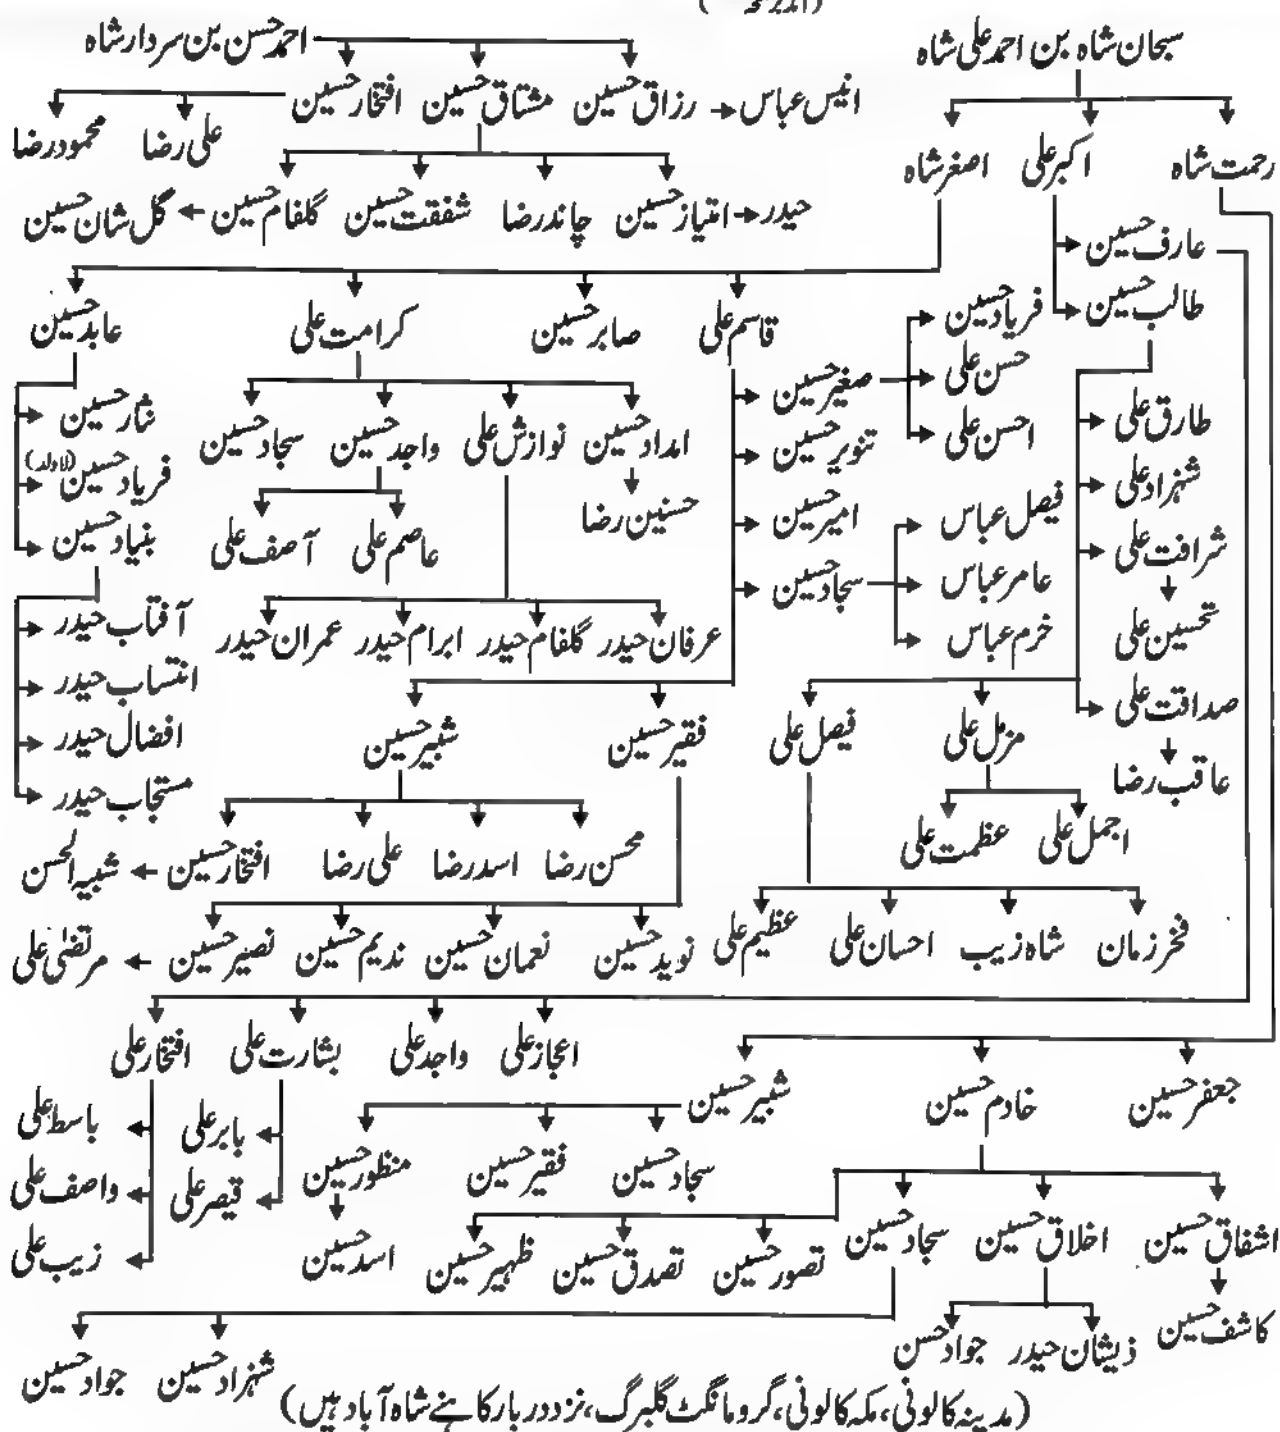 سبحان شاہ بن احمد علی شاہ
احمد حسن بن سردار شاہ
انیس عباس
رزاق حسین
مشتاق حسین
افتخار حسین
علی رضا
محمود رضا
رحمت شاہ
اکبر علی
اصغر شاہ
حیدر
امتیاز حسین
چاند رضا
شفقت حسین
گلفام حسین
گل شان حسین
عارف حسین
طالب حسین
قاسم علی
صابر حسین
کرامت علی
عابد حسین
فریاد حسین
حسن علی
احسن علی
صغیر حسین
تنویر حسین
امیر حسین
سجاد حسین
طارق علی
شہزاد علی
شرافت علی
تحسین علی
صداقت علی
عاقب رضا
امداد حسین
نوازش علی
واجد حسین
سجاد حسین
نثار حسین
فریاد حسین (لاولد)
بنیاد حسین
حسنین رضا
عاصم علی
آصف علی
فیصل عباس
عامر عباس
خرم عباس
عرفان حیدر
گلفام حیدر
ابرام حیدر
عمران حیدر
آفتاب حیدر
انتساب حیدر
افضال حیدر
مستجاب حیدر
مزمل علی
فیصل علی
فقیر حسین
شبیر حسین
اجمل علی
عظمت علی
محسن رضا
اسد رضا
علی رضا
افتخار حسین
شبیہ الحسن
فخر زمان
شاہ زیب
احسان علی
عظیم علی
نوید حسین
نعمان حسین
ندیم حسین
نصیر حسین
مرتضیٰ علی
اعجاز علی
واجد علی
بشارت علی
افتخار علی
جعفر حسین
خادم حسین
شبیر حسین
بابر علی
قیصر علی
باسط علی
واصف علی
زیب علی
سجاد حسین
فقیر حسین
منظور حسین
اسد حسین
اشفاق حسین
اخلاق حسین
سجاد حسین
تصور حسین
تصدق حسین
ظہیر حسین
کاشف حسین
ذیشان حیدر
جواد حسن
شہزاد حسین
جواد حسین
(مدینہ کالونی، مکہ کالونی، گرومانگٹ گلبرگ، نزد دربار کاہنے شاہ آباد ہیں)